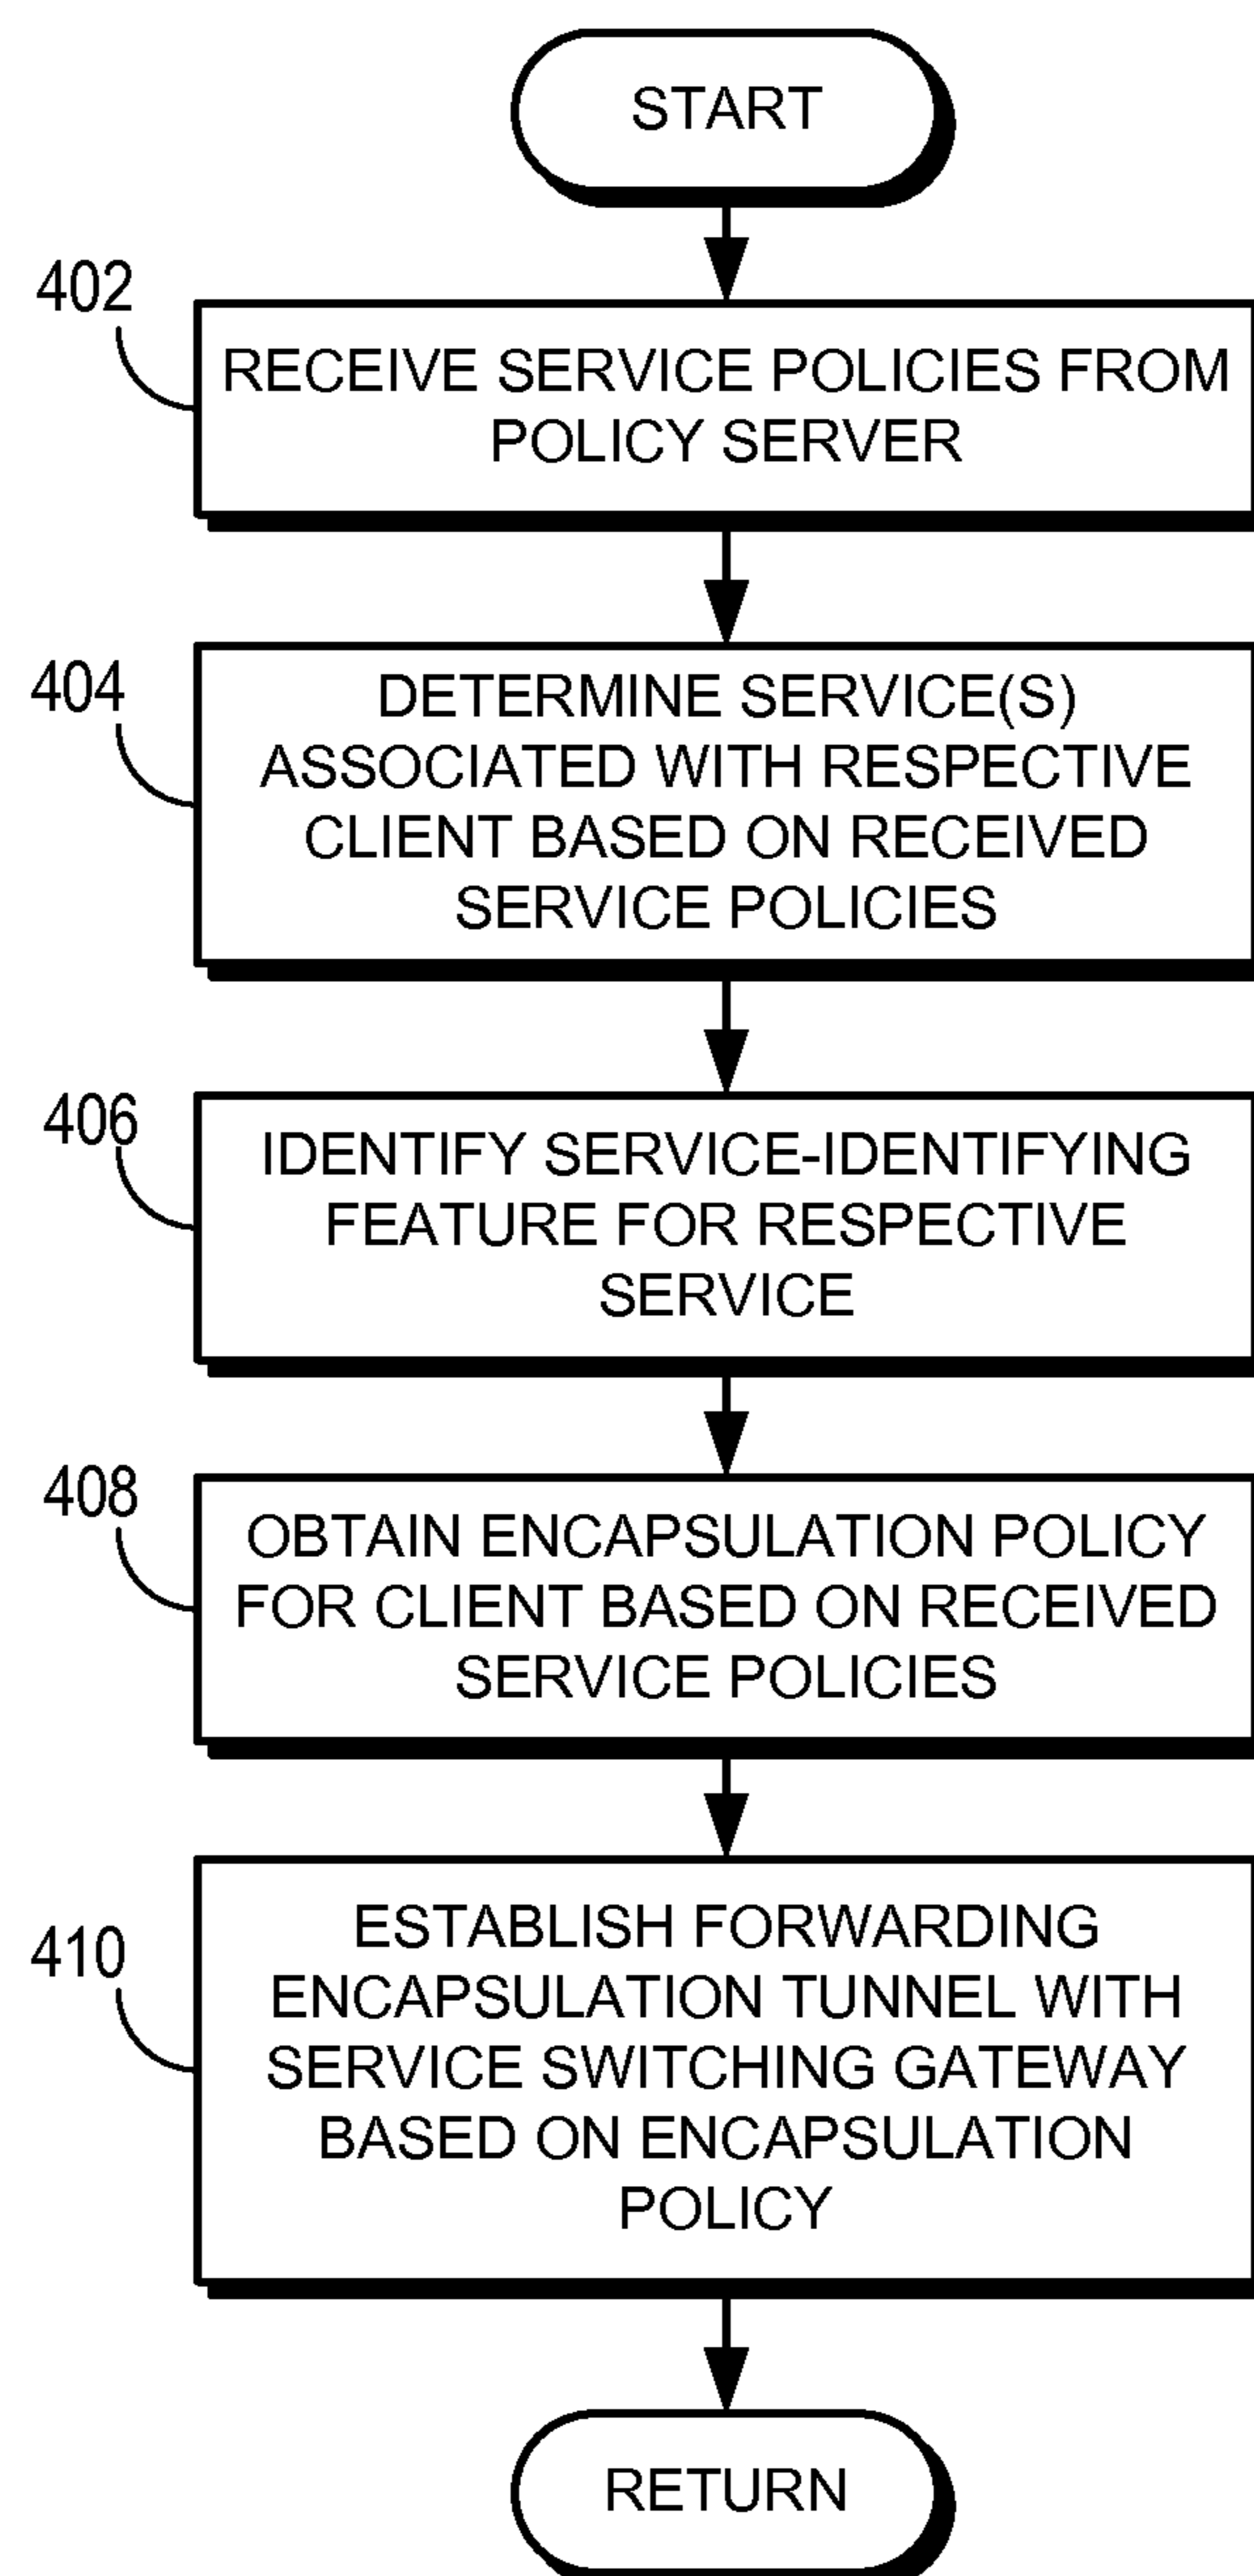 START
402
RECEIVE SERVICE POLICIES FROM
POLICY SERVER
404
DETERMINE SERVICE(S)
ASSOCIATED WITH RESPECTIVE
CLIENT BASED ON RECEIVED
SERVICE POLICIES
406
IDENTIFY SERVICE-IDENTIFYING
FEATURE FOR RESPECTIVE
SERVICE
408
OBTAIN ENCAPSULATION POLICY
FOR CLIENT BASED ON RECEIVED
SERVICE POLICIES
410
ESTABLISH FORWARDING
ENCAPSULATION TUNNEL WITH
SERVICE SWITCHING GATEWAY
BASED ON ENCAPSULATION
POLICY
RETURN